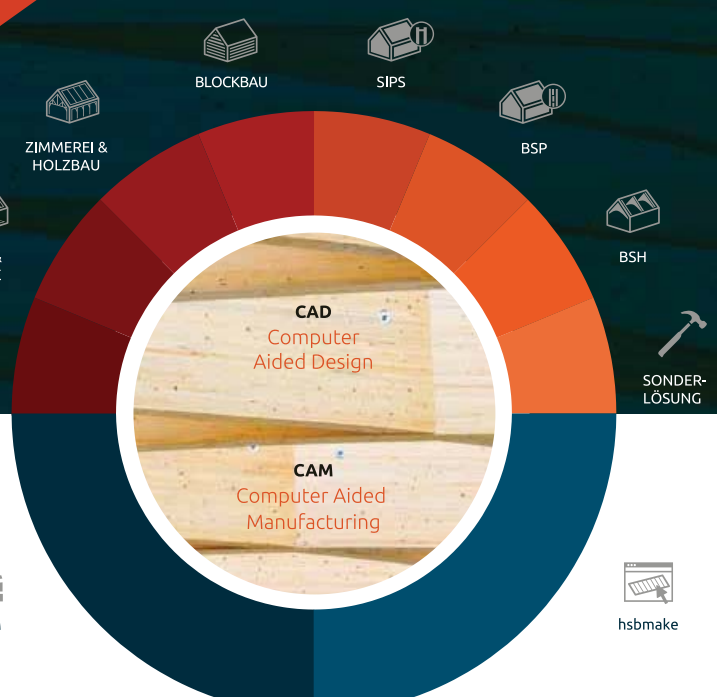 BLOCKBAU
SIPS
ZIMMEREI &
HOLZBAU
BSP
BSH
SONDER-
LÖSUNG
CAD
Computer
Aided Design
CAM
Computer Aided
Manufacturing
hsbmake